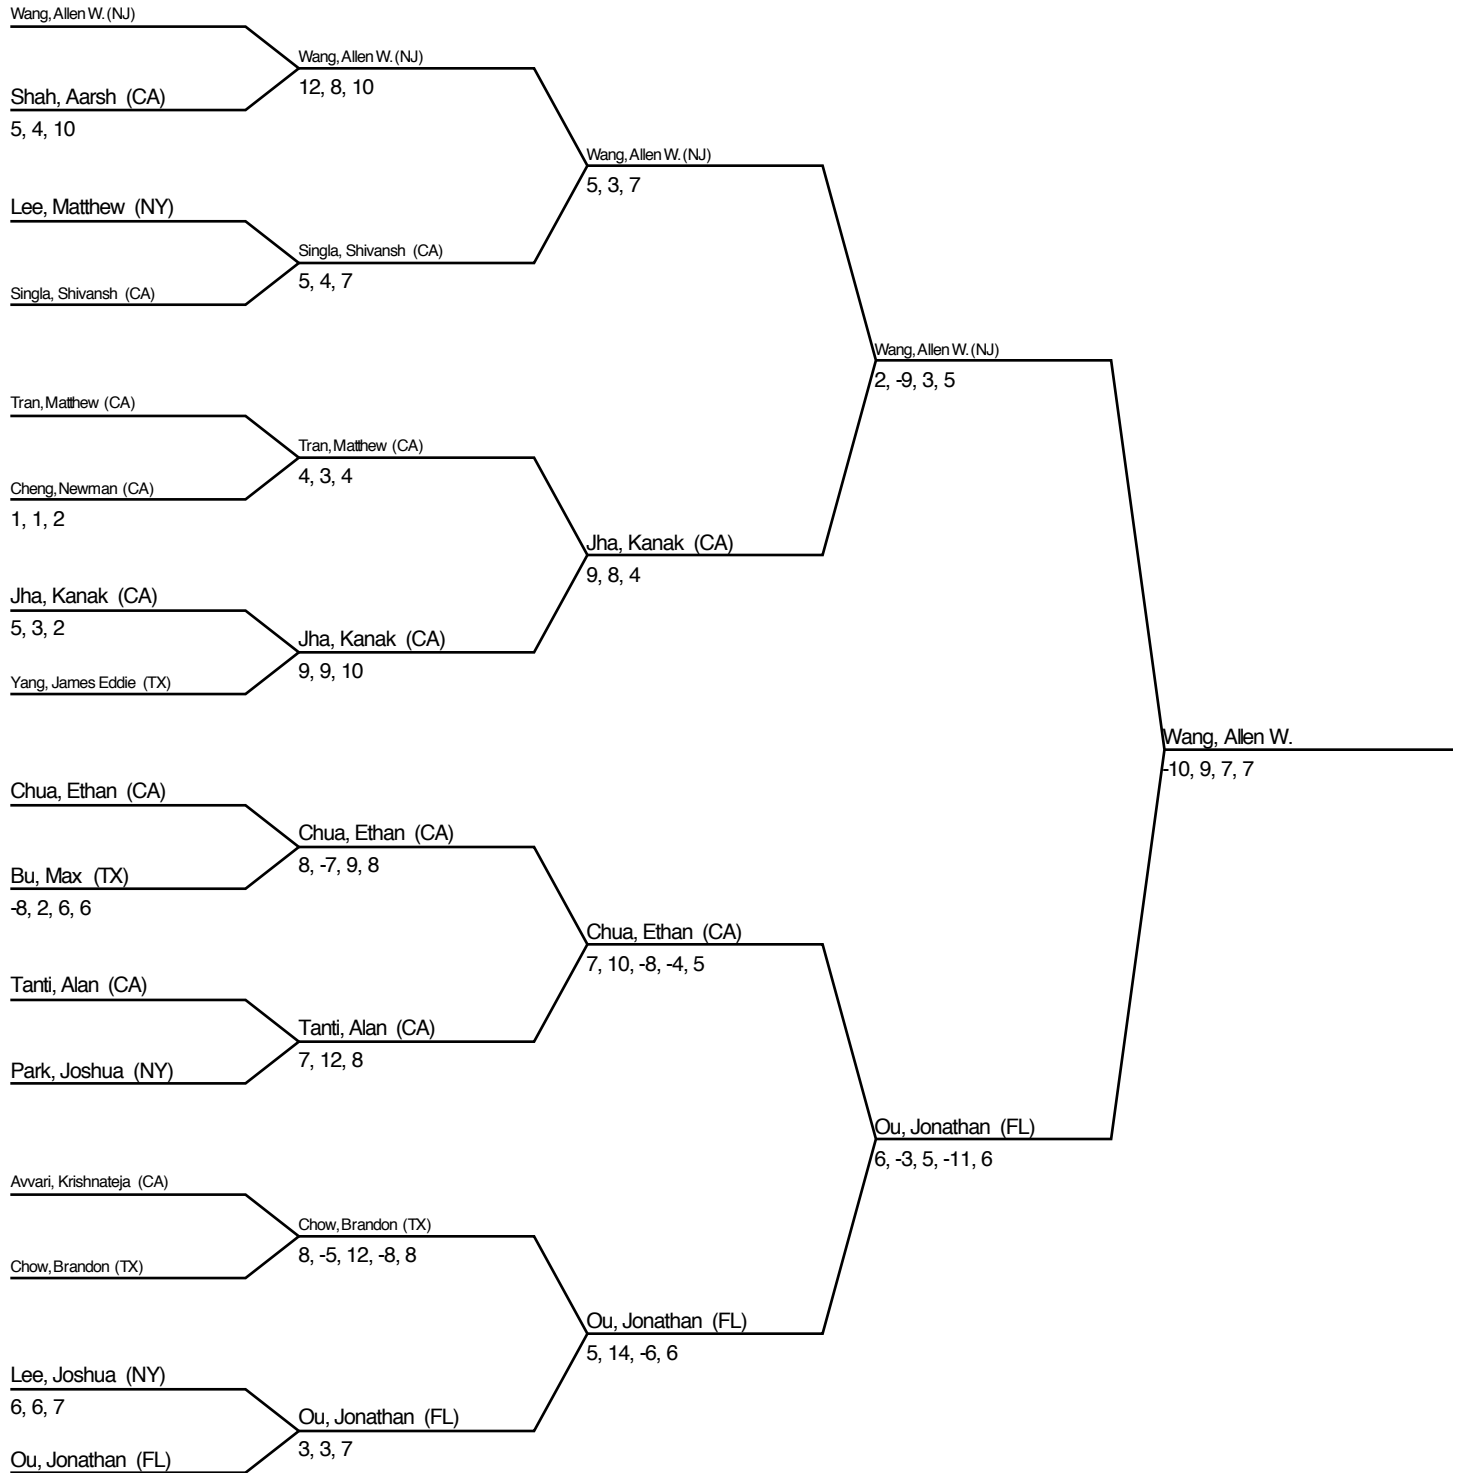 Wang, Allen W. (NJ)
Shah, Aarsh (CA)
5, 4, 10
Lee, Matthew (NY)
Singla, Shivansh (CA)
Tran, Matthew (CA)
Cheng, Newman (CA)
1, 1, 2
Jha, Kanak (CA)
5, 3, 2
Yang, James Eddie (TX)
Chua, Ethan (CA)
Bu, Max (TX)
-8, 2, 6, 6
Tanti, Alan (CA)
Park, Joshua (NY)
Avvari, Krishnateja (CA)
Chow, Brandon (TX)
Lee, Joshua (NY)
6, 6, 7
Ou, Jonathan (FL)
Wang, Allen W. (NJ)
12, 8, 10
Singla, Shivansh (CA)
5, 4, 7
Tran, Matthew (CA)
4, 3, 4
Jha, Kanak (CA)
9, 9, 10
Chua, Ethan (CA)
8, -7, 9, 8
Tanti, Alan (CA)
7, 12, 8
Chow, Brandon (TX)
8, -5, 12, -8, 8
Ou, Jonathan (FL)
3, 3, 7
Wang, Allen W. (NJ)
5, 3, 7
Jha, Kanak (CA)
9, 8, 4
Chua, Ethan (CA)
7, 10, -8, -4, 5
Ou, Jonathan (FL)
5, 14, -6, 6
Wang, Allen W. (NJ)
2, -9, 3, 5
Ou, Jonathan (FL)
6, -3, 5, -11, 6
Wang, Allen W.
-10, 9, 7, 7